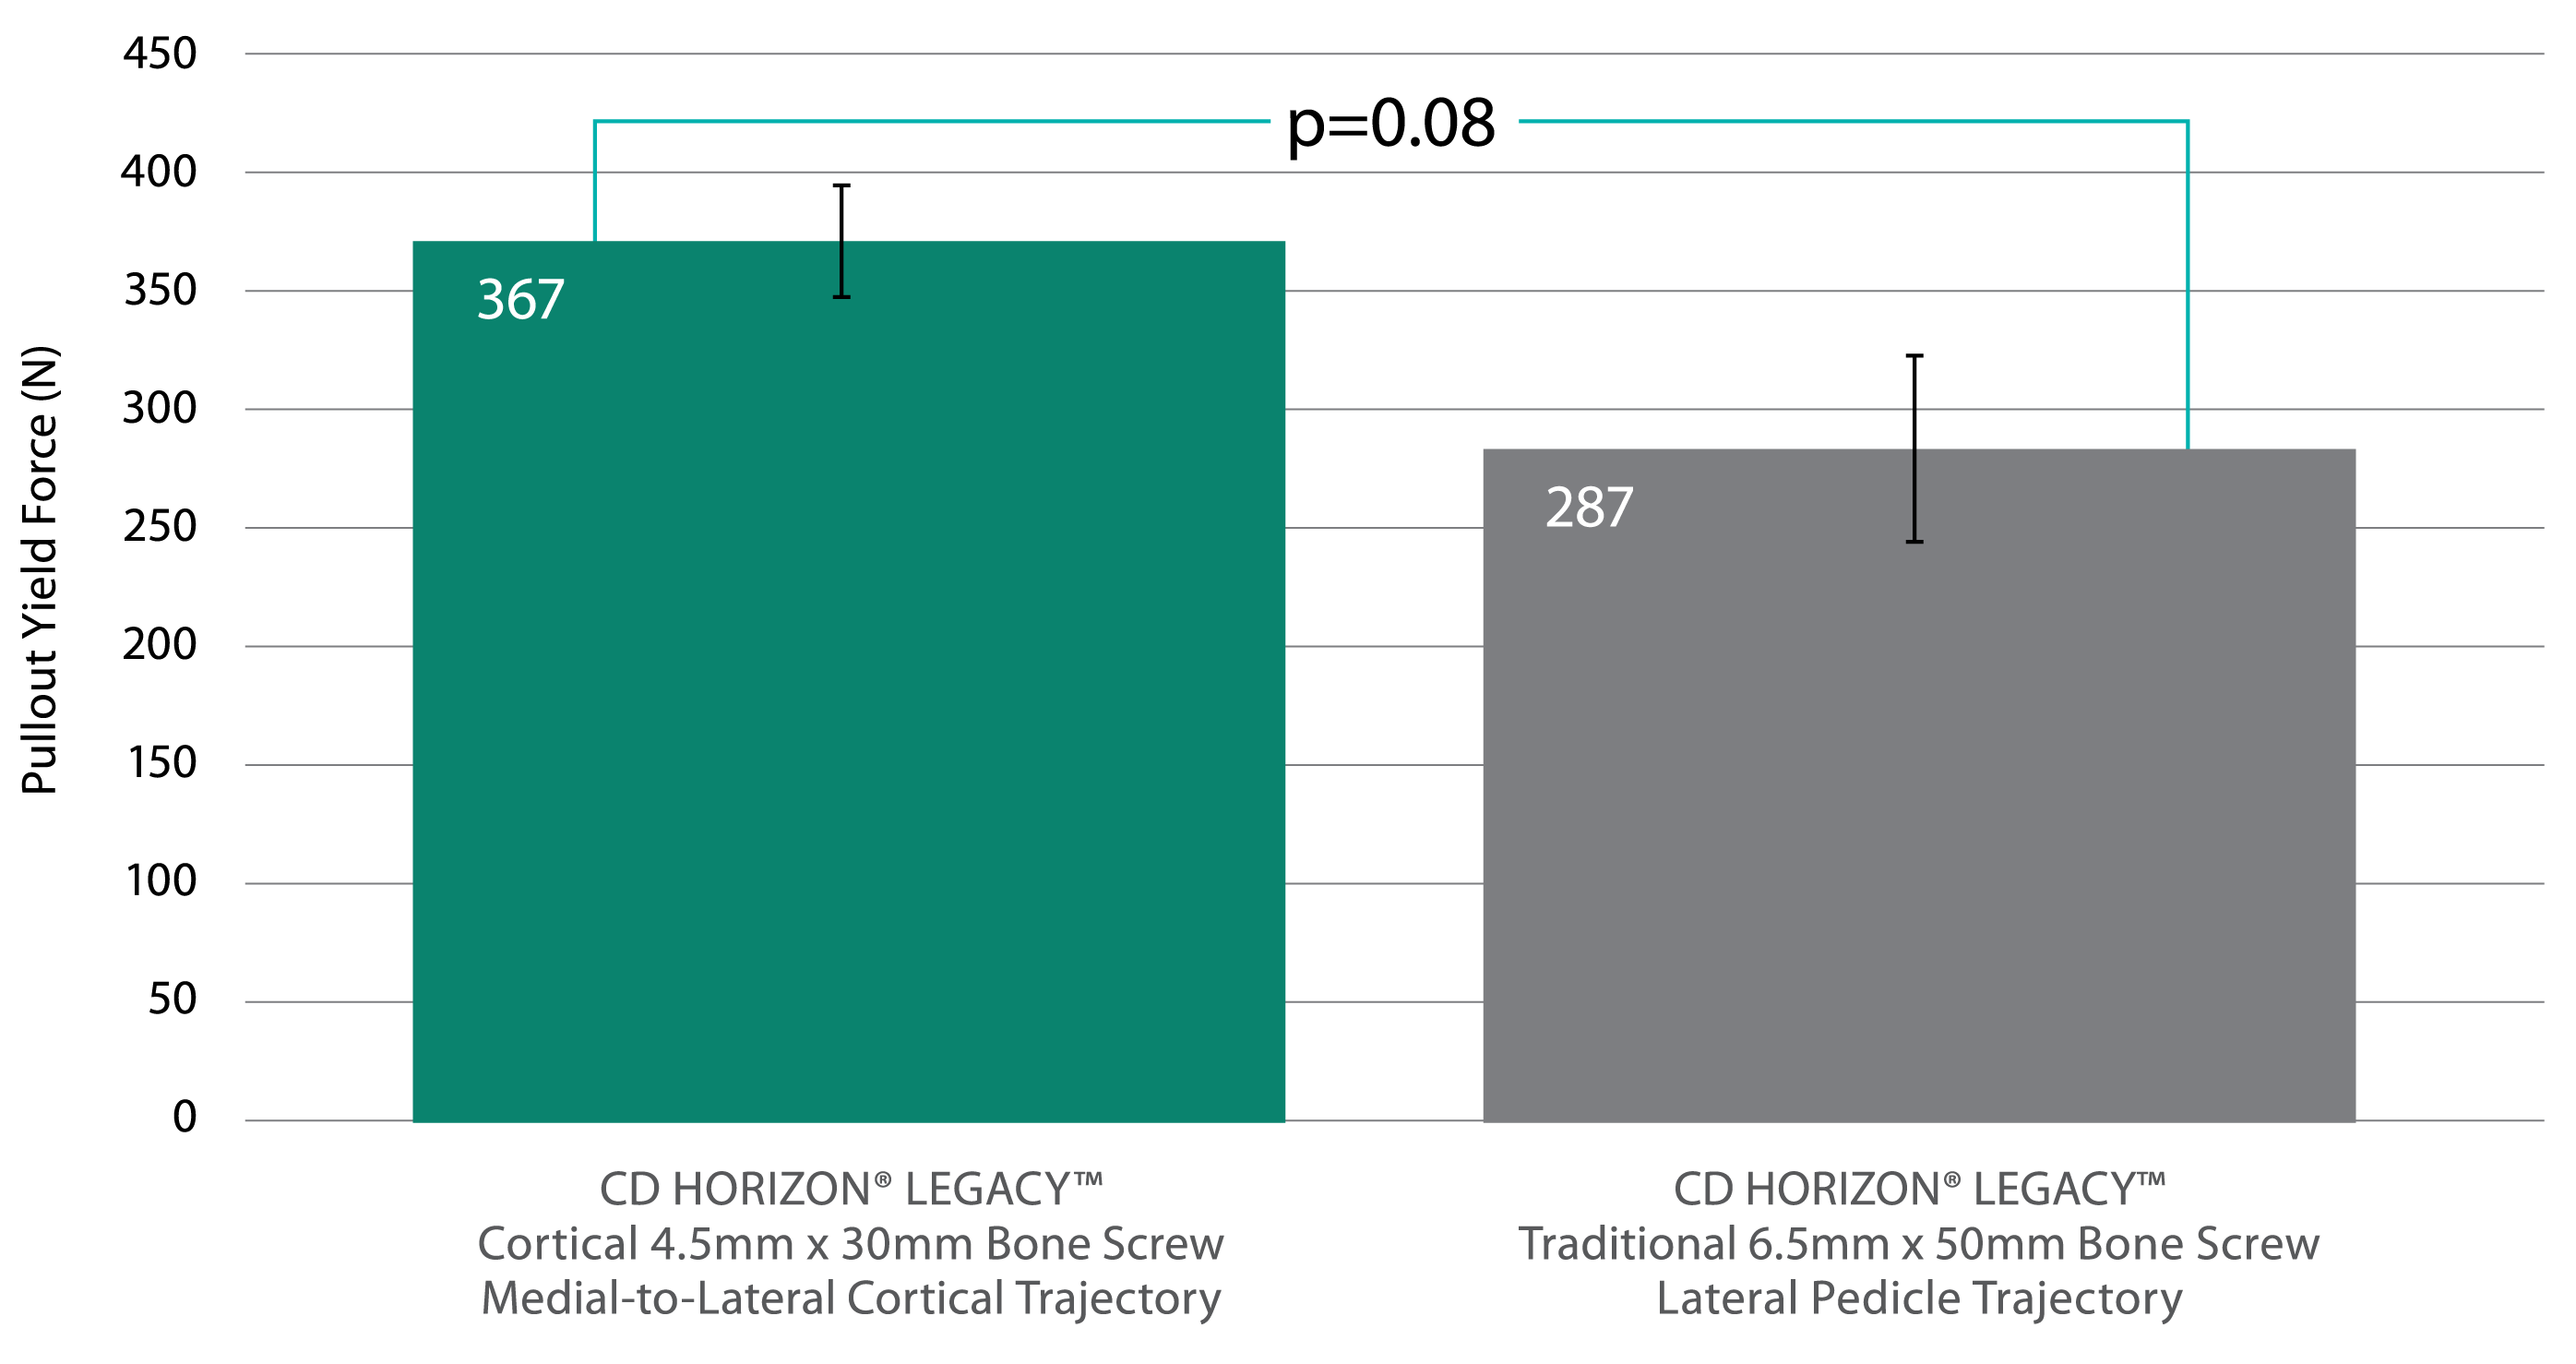 450
p=0.08
400
350
300
250
200
150
100
50
0
Pullout Yield Force (N)
367
287
CD HORIZON® LEGACY™
Cortical 4.5mm x 30mm Bone Screw
Medial-to-Lateral Cortical Trajectory
CD HORIZON® LEGACY™
Traditional 6.5mm x 50mm Bone Screw
Lateral Pedicle Trajectory